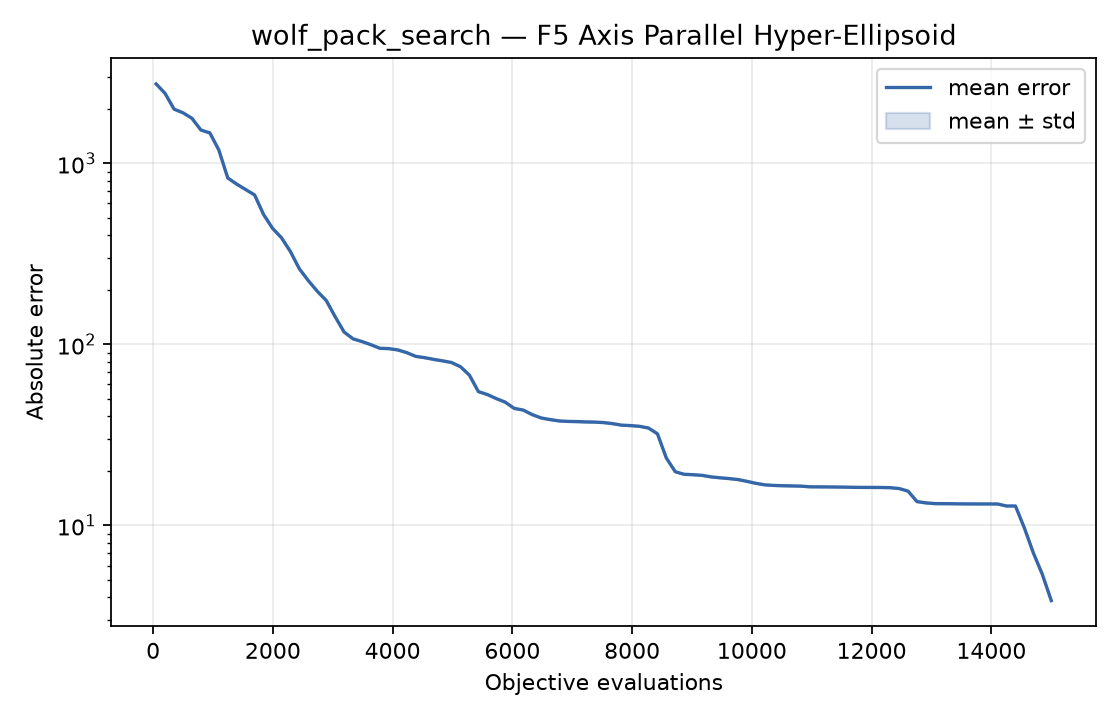 wolf_pack_search — F5 Axis Parallel Hyper-Ellipsoid
mean error
mean ± std
Absolute error
10³
10²
10¹
0 2000 4000 6000 8000 10000 12000 14000
Objective evaluations